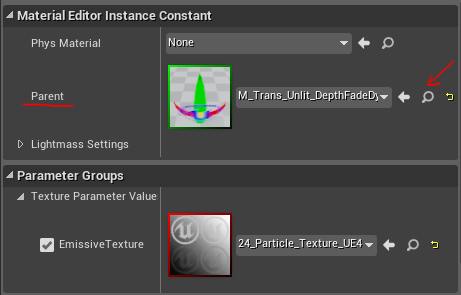 Material Editor Instance Constant
Phys Material
None
Parent
M_Trans_Unlit_DepthFadeDy
Lightmass Settings
Parameter Groups
Texture Parameter Value
EmissiveTexture
24_Particle_Texture_UE4